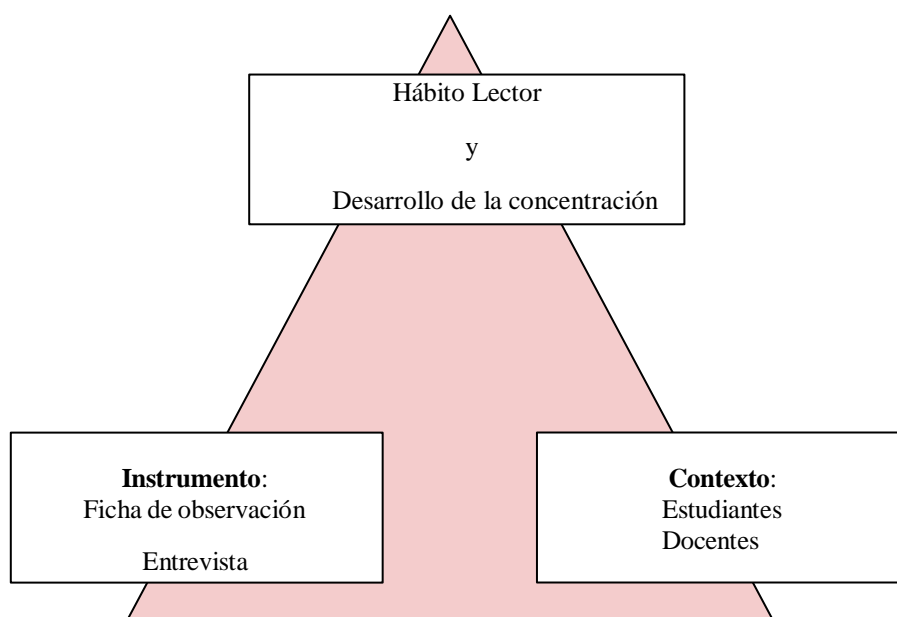 Hábito Lector
y
Desarrollo de la concentración
Instrumento:
Ficha de observación
Entrevista
Contexto:
Estudiantes
Docentes